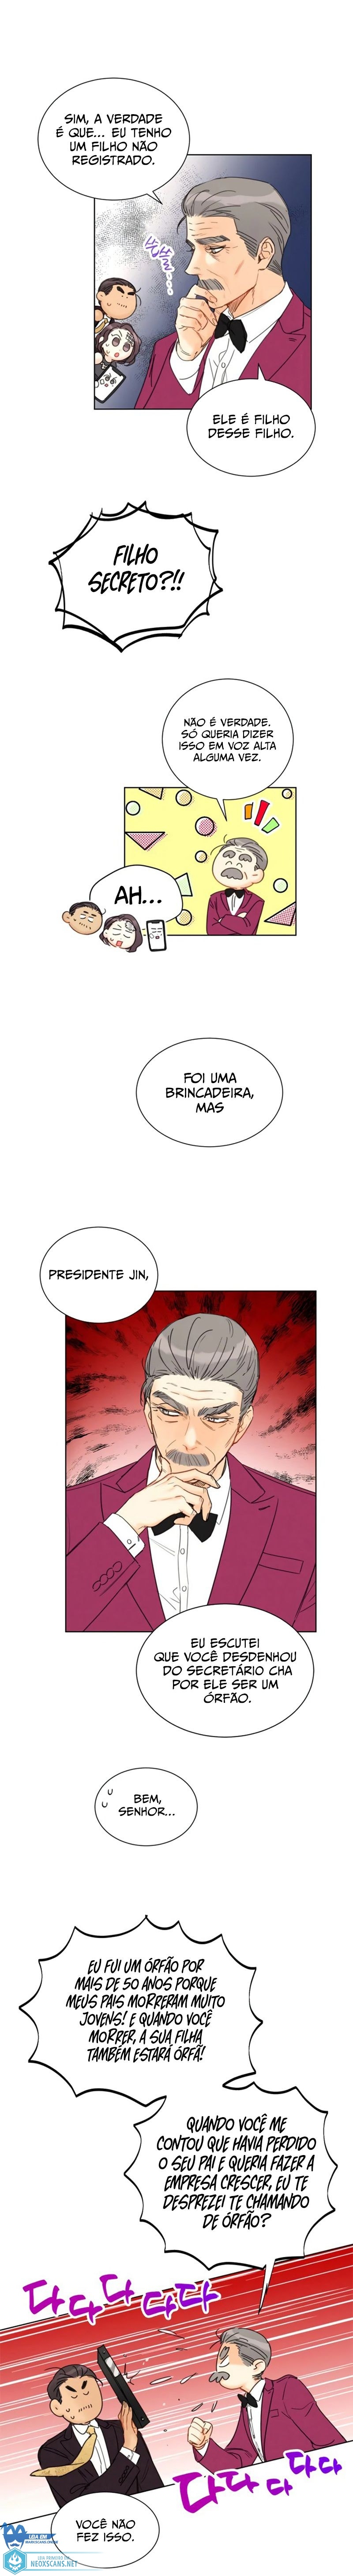 SIM, A VERDADE
É QUE... EU TENHO
UM FILHO NÃO
REGISTRADO.
ELE É FILHO
DESSE FILHO.
FILHO
SECRETO?!!
NÃO É VERDADE.
SÓ QUERIA DIZER
ISSO EM VOZ ALTA
ALGUMA VEZ.
AH...
FOI UMA
BRINCADEIRA,
MAS
PRESIDENTE JIN,
EU ESCUTEI
QUE VOCÊ DESDENHOU
DO SECRETÁRIO CHA
POR ELE SER UM
ÓRFÃO.
BEM,
SENHOR...
EU FUI UM ÓRFÃO POR
MAIS DE 50 ANOS PORQUE
MEUS PAIS MORRERAM MUITO
JOVENS! E QUANDO VOCÊ
MORRER, A SUA FILHA
TAMBÉM ESTARÁ ÓRFÃ!
QUANDO VOCÊ ME
CONTOU QUE HAVIA PERDIDO
O SEU PAI E QUERIA FAZER A
EMPRESA CRESCER, EU TE
DESPREZEI TE CHAMANDO
DE ÓRFÃO?
다다다다다
다다다다다
VOCÊ NÃO
FEZ ISSO.
LEIA EM
LEIA PRIMEIRO EM
NEOXSCANS.NET